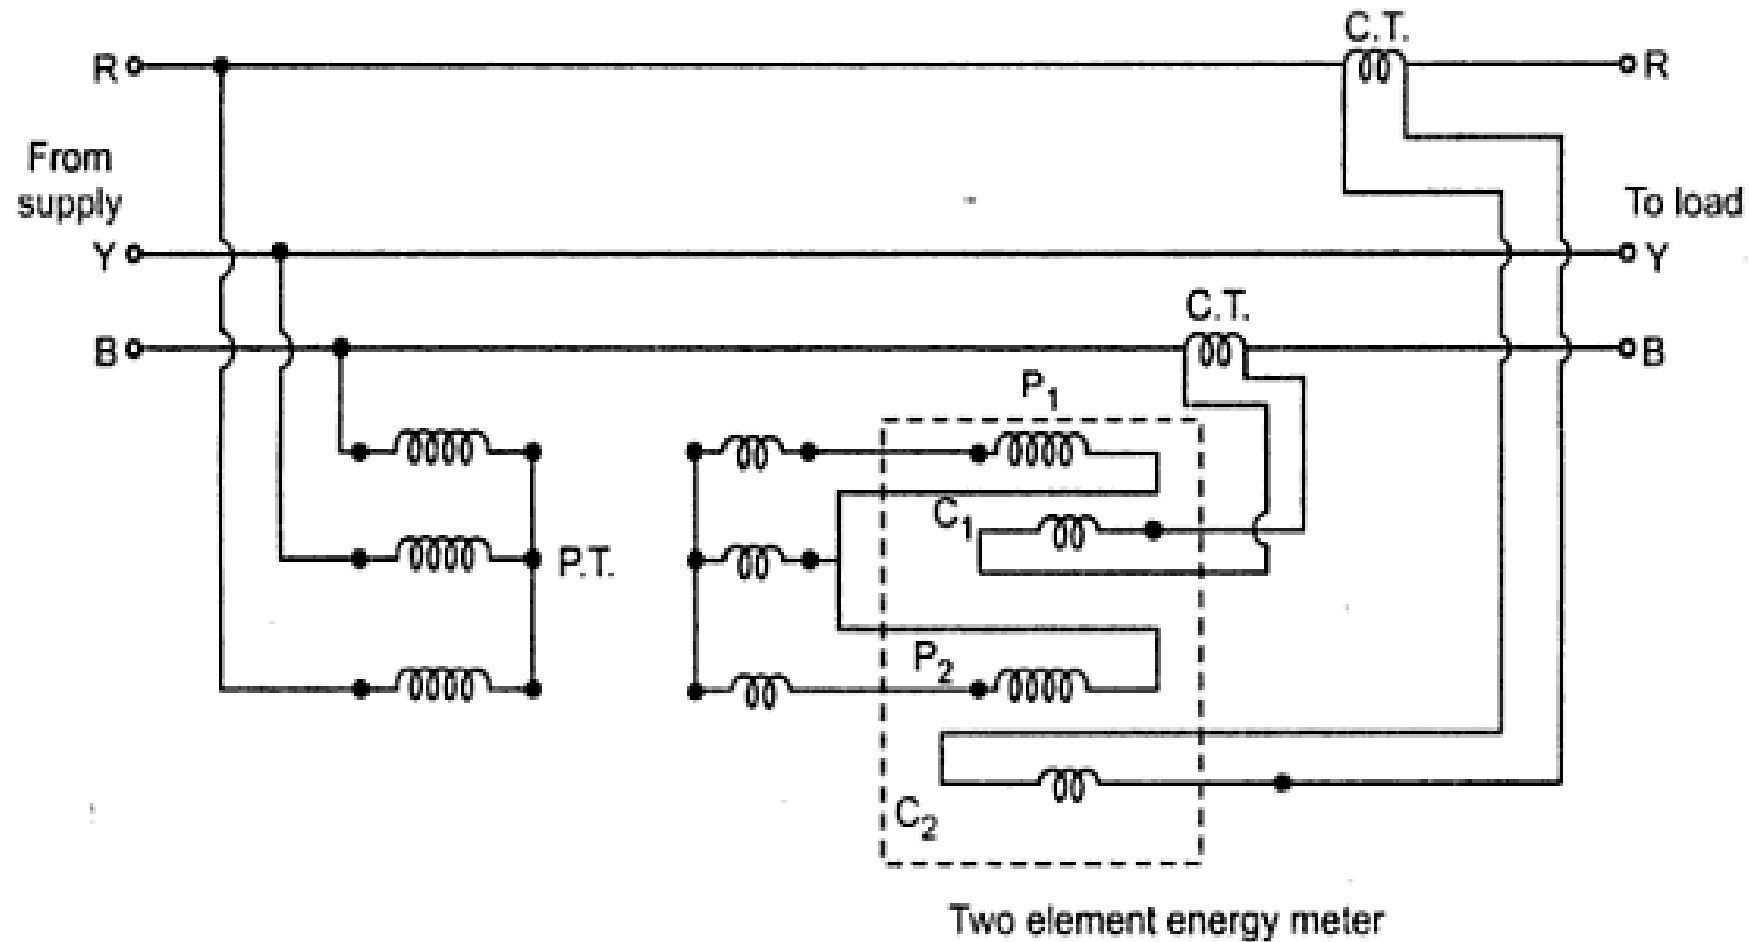 C.T.
R
R
From
supply
To load
Y
Y
C.T.
B
B
P1
C1
P.T.
P2
C2
Two element energy meter